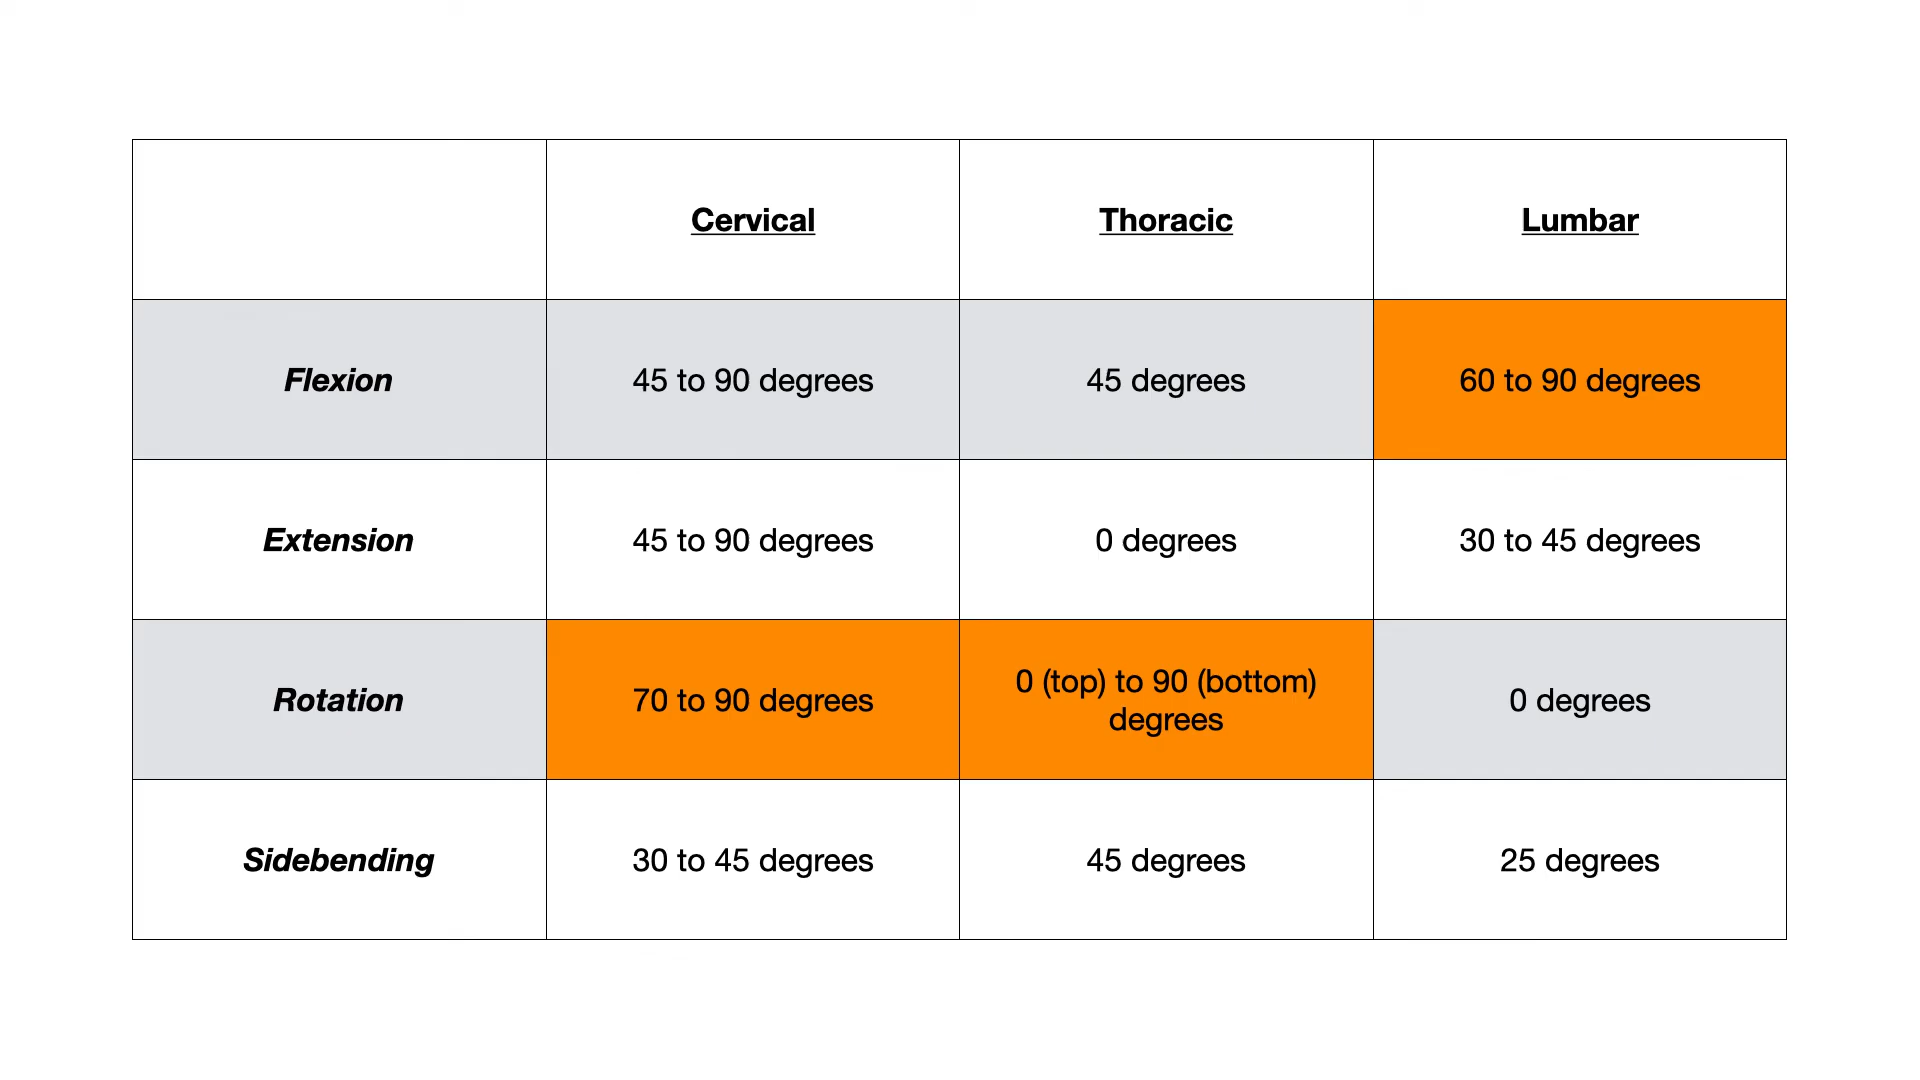 Cervical
Thoracic
Lumbar
Flexion
45 to 90 degrees
45 degrees
60 to 90 degrees
Extension
45 to 90 degrees
0 degrees
30 to 45 degrees
Rotation
70 to 90 degrees
0 (top) to 90 (bottom)
degrees
0 degrees
Sidebending
30 to 45 degrees
45 degrees
25 degrees